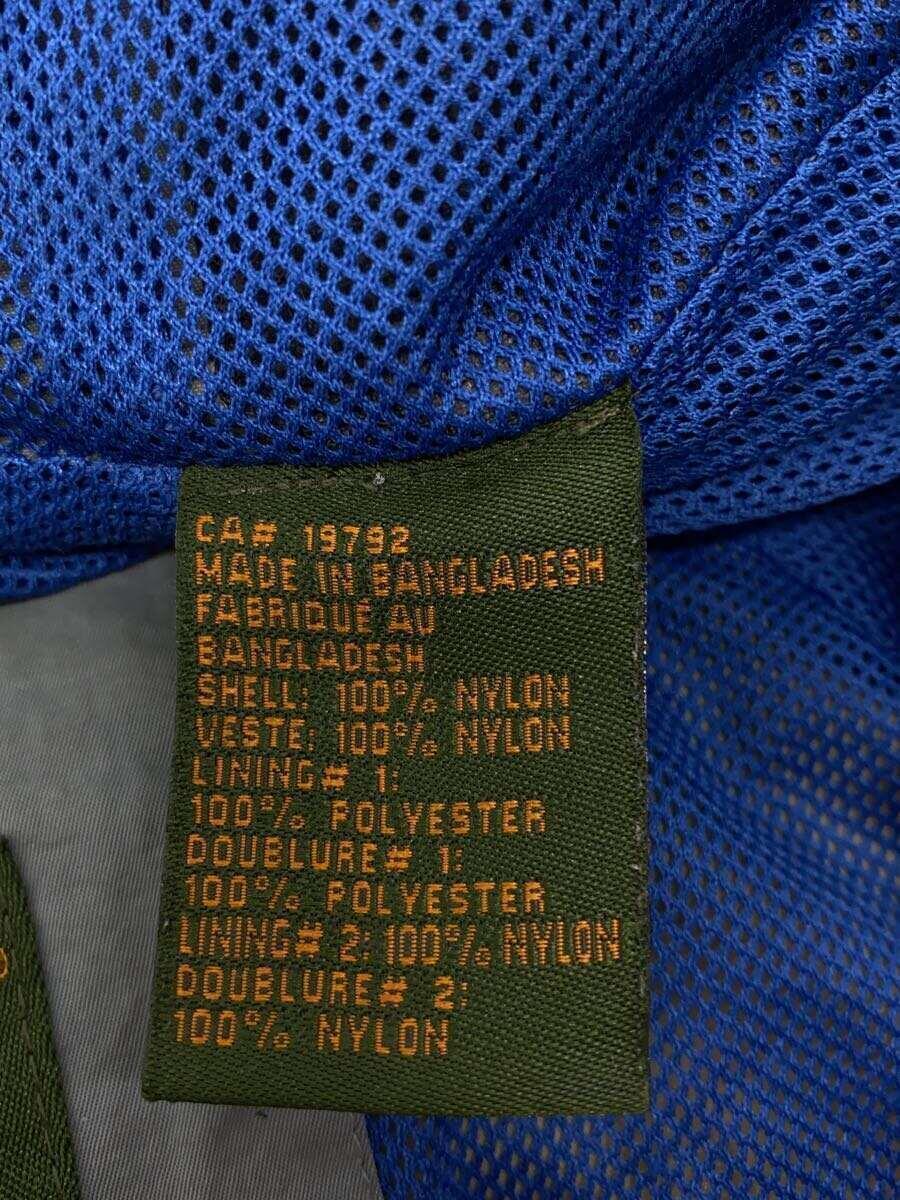 CA# 19792
MADE IN BANGLADESH
FABRIQUE AU
BANGLADESH
SHELL: 100% NYLON
VESTE: 100% NYLON
LINING# 1:
100% POLYESTER
DOUBLURE# 1:
100% POLYESTER
LINING# 2: 100% NYLON
DOUBLURE# 2:
100% NYLON